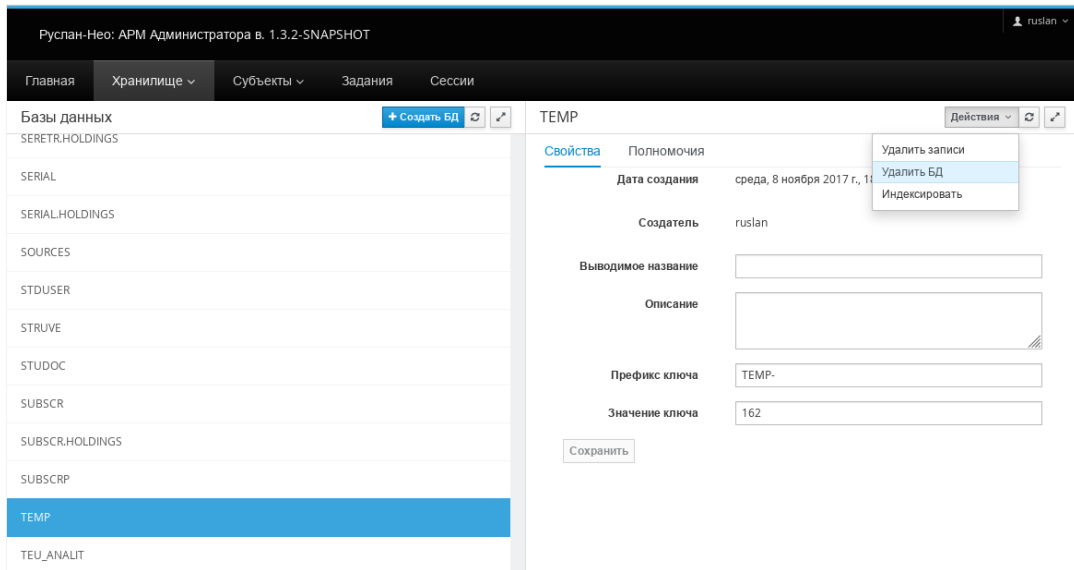 ruslan
Руслан-Нео: АРМ Администратора в. 1.3.2-SNAPSHOT
Главная Хранилище Субъекты Задания Сессии
Базы данных
+ Создать БД
SERETR.HOLDINGS
SERIAL
SERIAL.HOLDINGS
SOURCES
STDUSER
STRUVE
STUDOC
SUBSCR
SUBSCR.HOLDINGS
SUBSCRP
TEMP
TEU_ANALIT
TEMP
Действия
Удалить записи
Удалить БД
Индексировать
Свойства Полномочия
Дата создания среда, 8 ноября 2017 г., 18
Создатель ruslan
Выводимое название
Описание
Префикс ключа TEMP-
Значение ключа 162
Сохранить